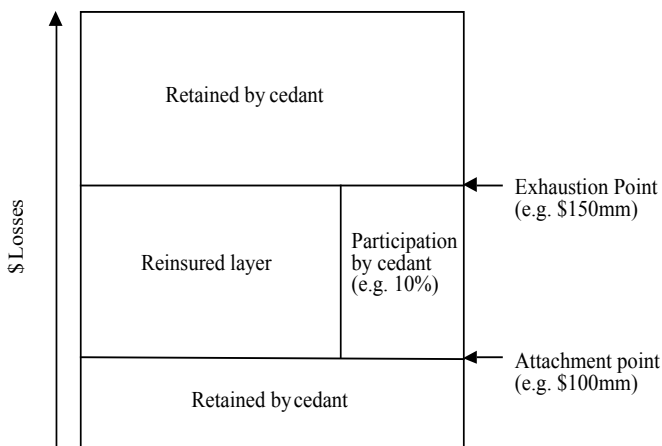 Retained by cedant
Exhaustion Point
(e.g. $150mm)
$ Losses
Reinsured layer
Participation
by cedant
(e.g. 10%)
Attachment point
(e.g. $100mm)
Retained by cedant